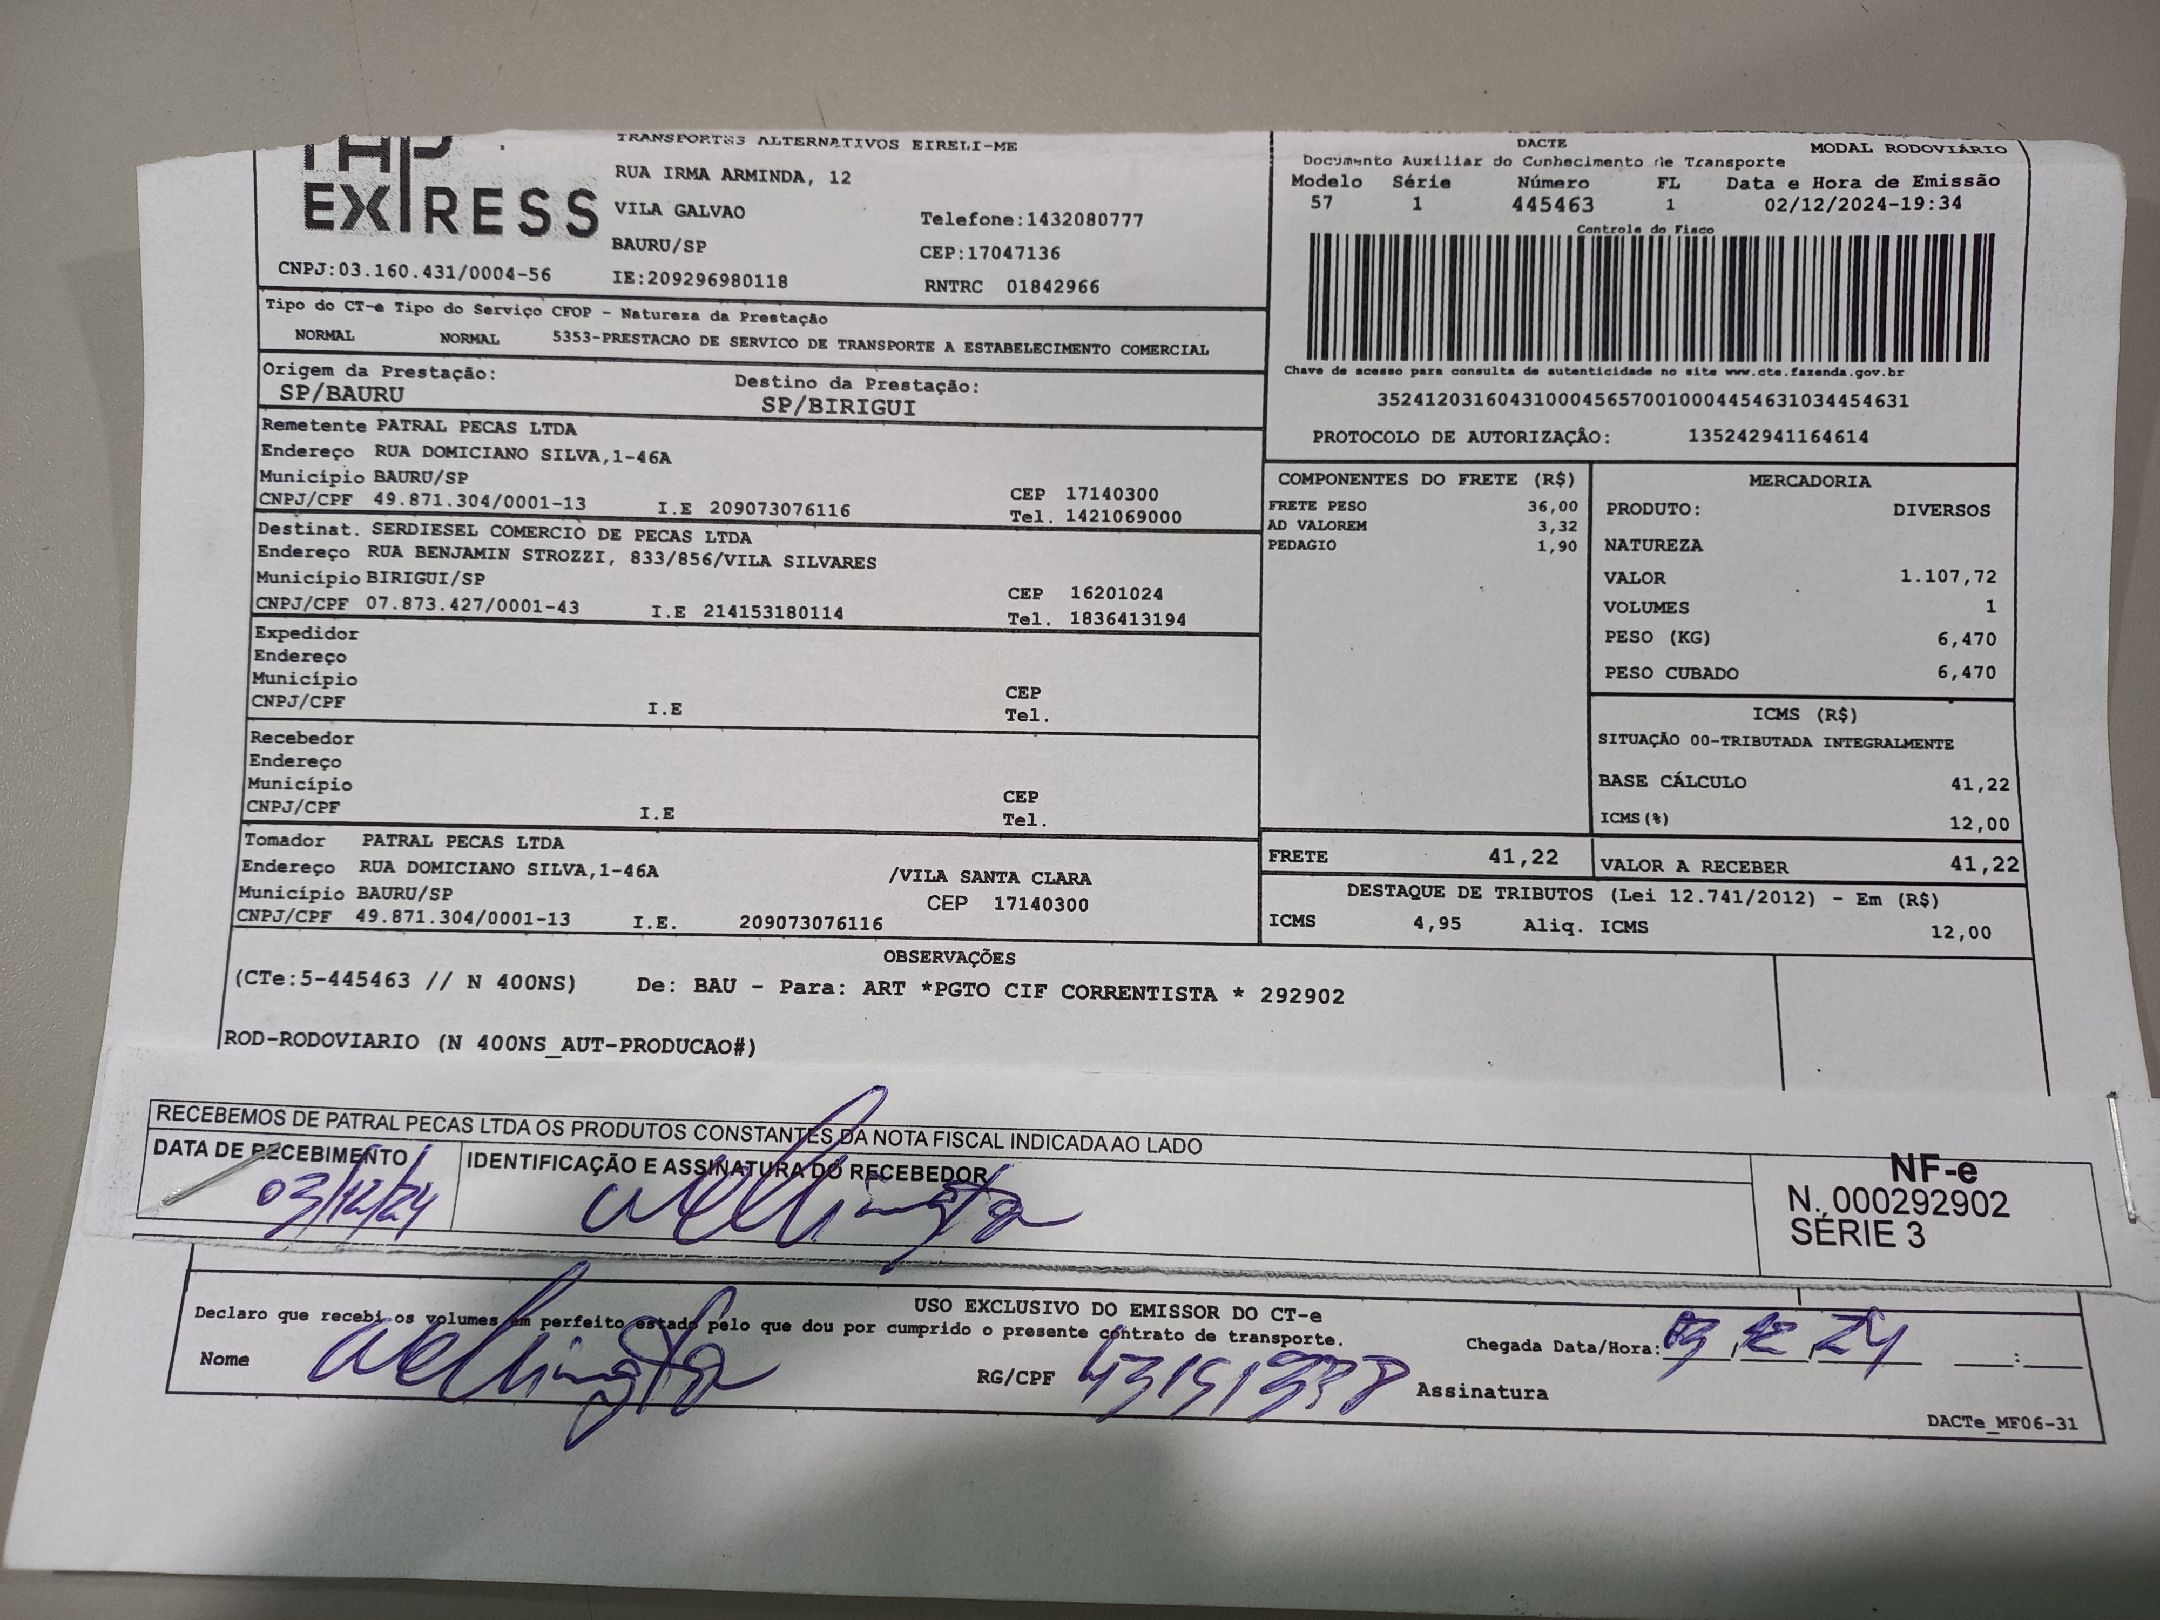 EXPRESS
TRANSPORTES ALTERNATIVOS EIRELI-ME
RUA IRMA ARMINDA, 12
VILA GALVAO
Telefone:1432080777
BAURU/SP
CEP:17047136
CNPJ:03.160.431/0004-56
IE:209296980118
RNTRC 01842966
DACTE
MODAL RODOVIÁRIO
Documento Auxiliar do Conhecimento de Transporte
Modelo Série Número FL Data e Hora de Emissão
57 1 445463 1 02/12/2024-19:34
Controle do Fisco
Chave de acesso para consulta de autenticidade no site www.cte.fazenda.gov.br
35241203160431000456570010004454631034454631
PROTOCOLO DE AUTORIZAÇÃO: 135242941164614
Tipo do CT-e Tipo do Serviço CFOP - Natureza da Prestação
NORMAL NORMAL 5353-PRESTACAO DE SERVICO DE TRANSPORTE A ESTABELECIMENTO COMERCIAL
Origem da Prestação: Destino da Prestação:
SP/BAURU SP/BIRIGUI
Remetente PATRAL PECAS LTDA
Endereço RUA DOMICIANO SILVA,1-46A
Município BAURU/SP CEP 17140300
CNPJ/CPF 49.871.304/0001-13 I.E 209073076116 Tel. 1421069000
Destinat. SERDIESEL COMERCIO DE PECAS LTDA
Endereço RUA BENJAMIN STROZZI, 833/856/VILA SILVARES
Município BIRIGUI/SP CEP 16201024
CNPJ/CPF 07.873.427/0001-43 I.E 214153180114 Tel. 1836413194
Expedidor
Endereço
Município CEP
CNPJ/CPF I.E Tel.
Recebedor
Endereço
Município CEP
CNPJ/CPF I.E Tel.
Tomador PATRAL PECAS LTDA
Endereço RUA DOMICIANO SILVA,1-46A /VILA SANTA CLARA
Município BAURU/SP CEP 17140300
CNPJ/CPF 49.871.304/0001-13 I.E. 209073076116
COMPONENTES DO FRETE (R$)
FRETE PESO 36,00
AD VALOREM 3,32
PEDAGIO 1,90
MERCADORIA
PRODUTO: DIVERSOS
NATUREZA
VALOR 1.107,72
VOLUMES 1
PESO (KG) 6,470
PESO CUBADO 6,470
ICMS (R$)
SITUAÇÃO 00-TRIBUTADA INTEGRALMENTE
BASE CÁLCULO 41,22
ICMS(%) 12,00
FRETE 41,22 VALOR A RECEBER 41,22
DESTAQUE DE TRIBUTOS (Lei 12.741/2012) - Em (R$)
ICMS 4,95 Aliq. ICMS 12,00
OBSERVAÇÕES
(CTe:5-445463 // N 400NS) De: BAU - Para: ART *PGTO CIF CORRENTISTA * 292902
ROD-RODOVIARIO (N 400NS_AUT-PRODUCAO#)
RECEBEMOS DE PATRAL PECAS LTDA OS PRODUTOS CONSTANTES DA NOTA FISCAL INDICADA AO LADO
DATA DE RECEBIMENTO IDENTIFICAÇÃO E ASSINATURA DO RECEBEDOR
03/12/24 Wellington
NF-e
N. 000292902
SÉRIE 3
USO EXCLUSIVO DO EMISSOR DO CT-e
Declaro que recebi os volumes em perfeito estado pelo que dou por cumprido o presente contrato de transporte.
Chegada Data/Hora: 03 12 24 __:__
Nome Wellington RG/CPF Assinatura
DACTe_MF06-31